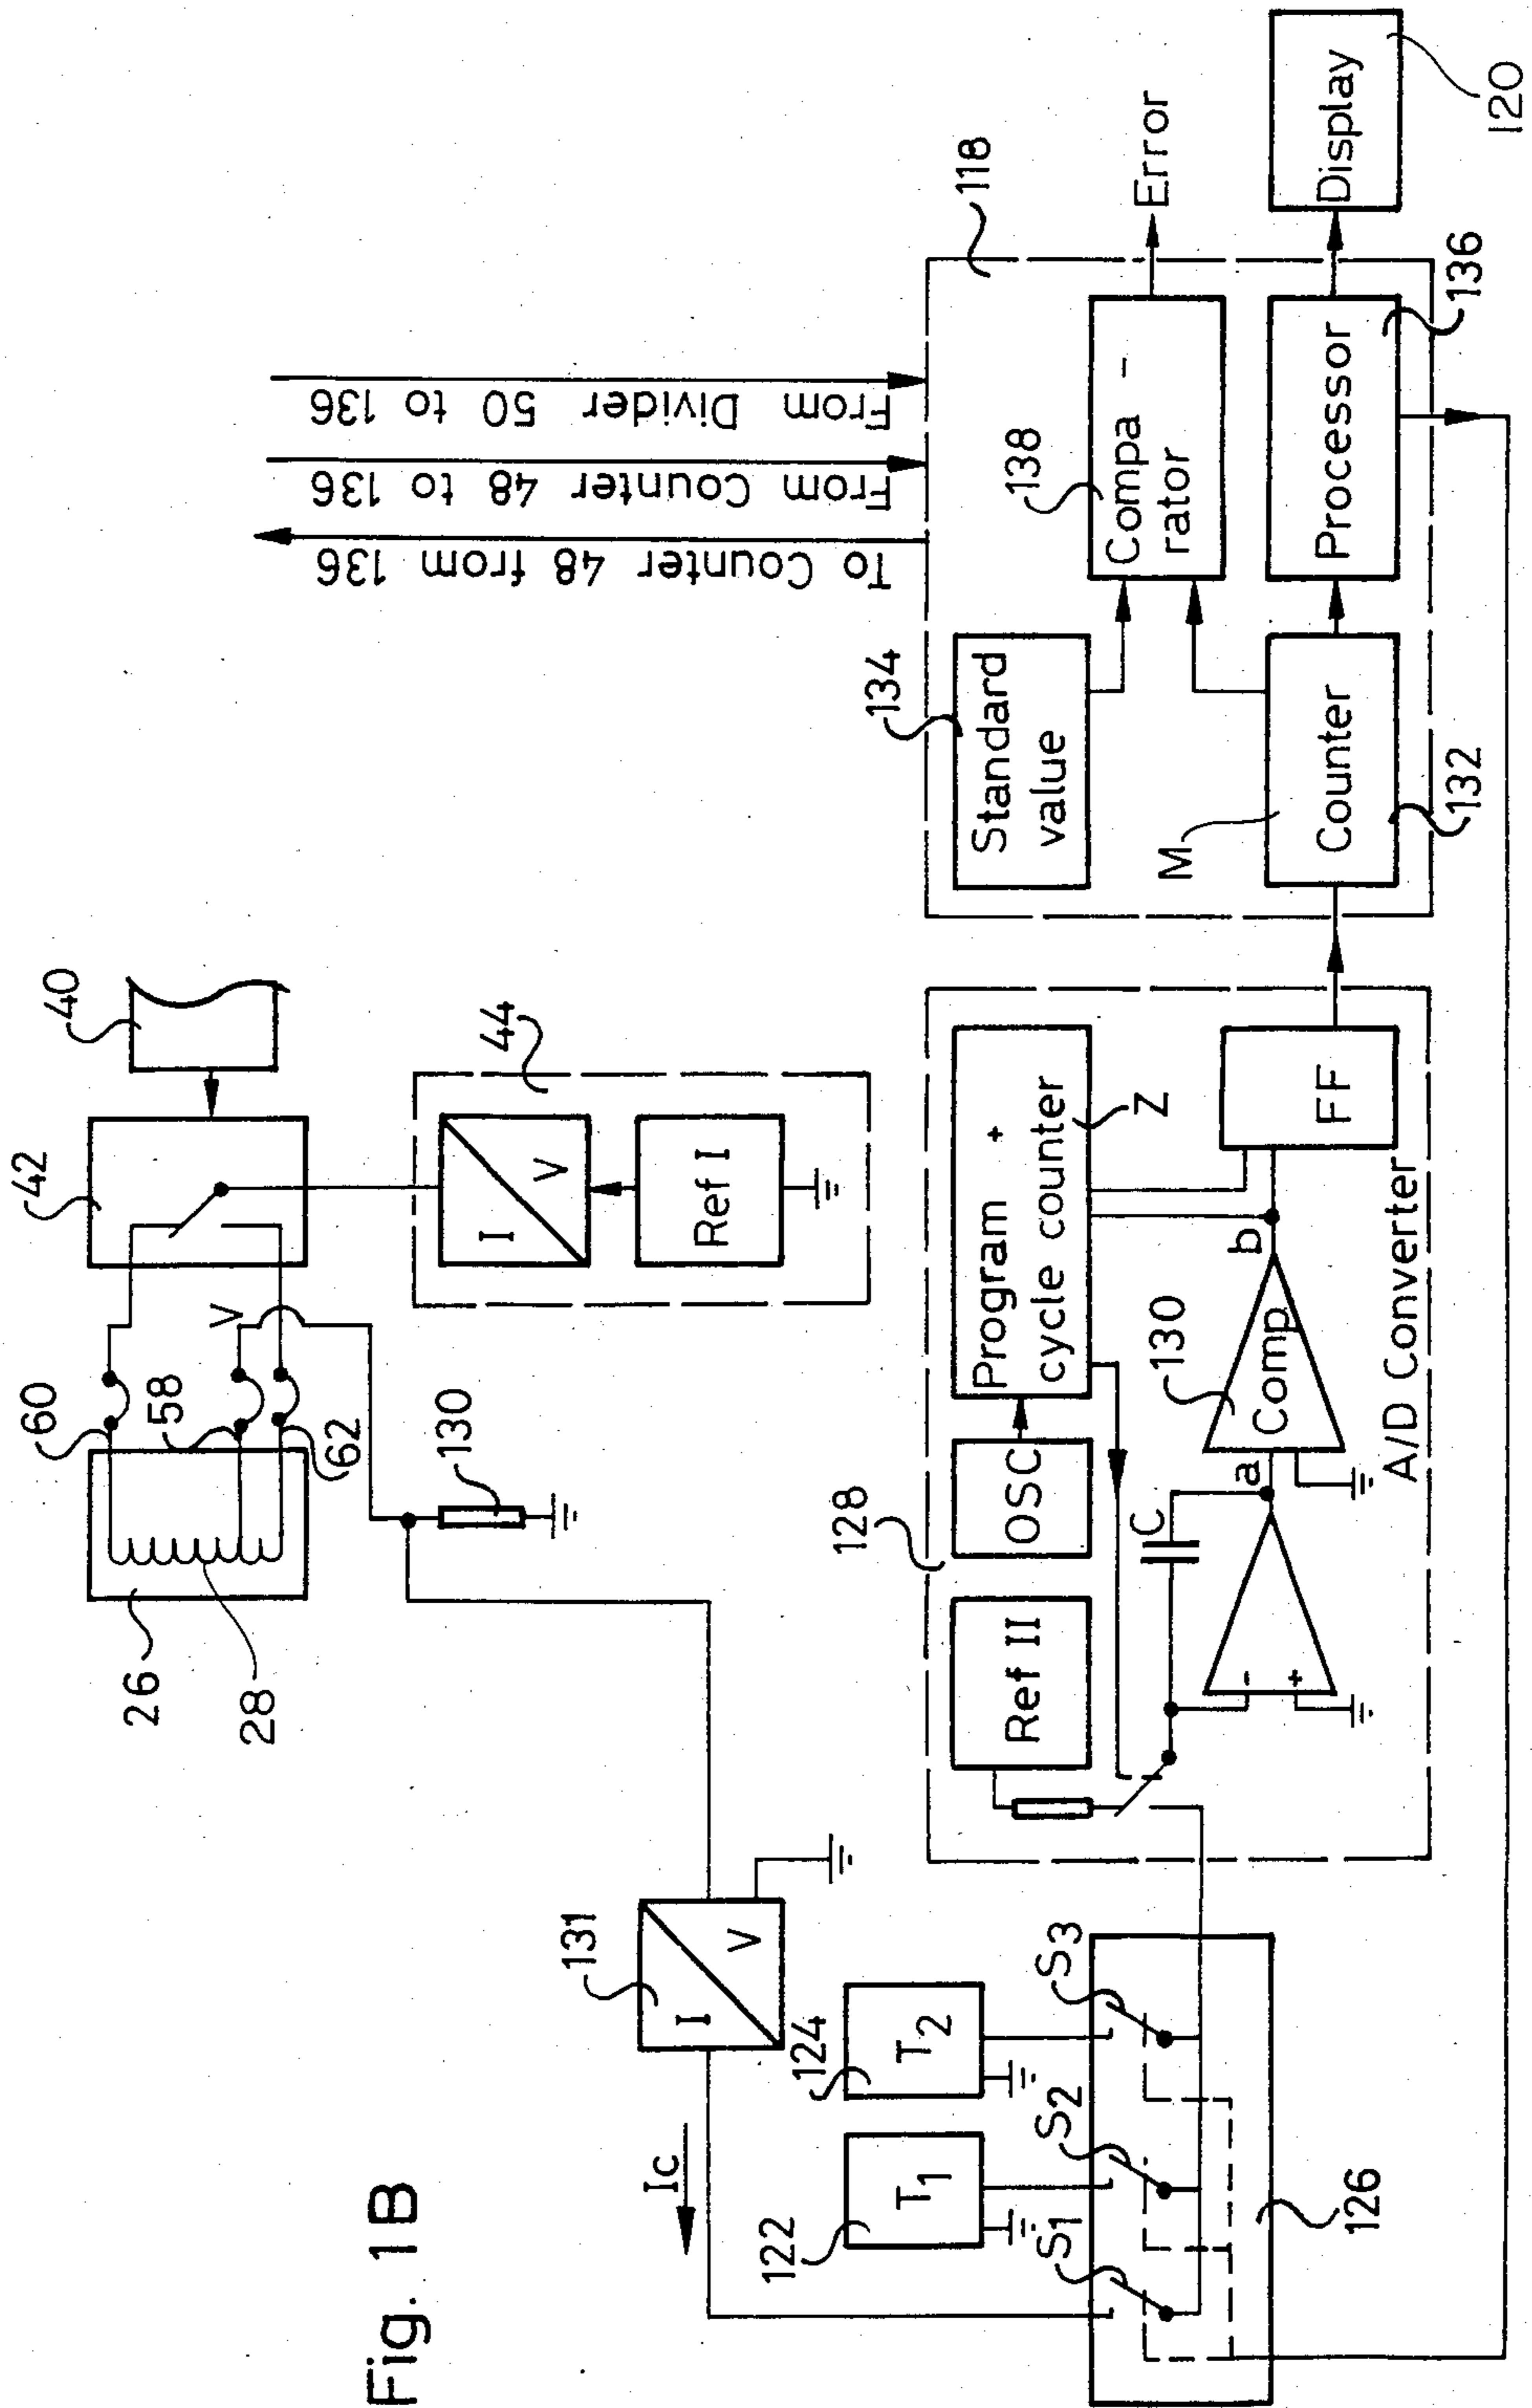 Fig. 1B
26
28
60
58
62
V
42
40
44
I
V
Ref I
130
131
I
V
Ic
122
T1
124
T2
S1
S2
S3
126
128
Ref II
OSC
Program +
cycle counter
Z
C
a
130
Comp.
b
FF
A/D Converter
-
+
To Counter 48 from 136
From Counter 48 to 136
From Divider 50 to 136
118
134
Standard
value
138
Compa -
rator
Error
M
Counter
132
Processor
136
Display
120